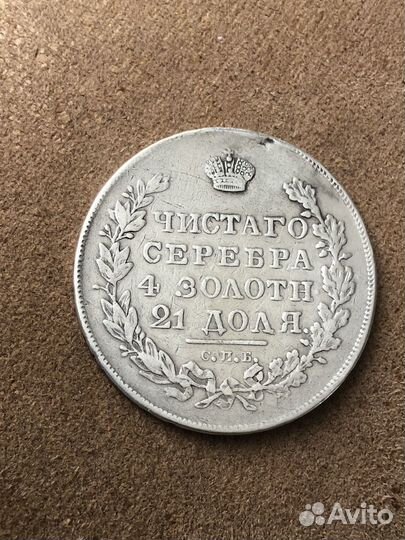 ЧИСТАГО
СЕРЕБРА
4 ЗОЛОТН
21 ДОЛЯ.
С.П.Б.
Avito